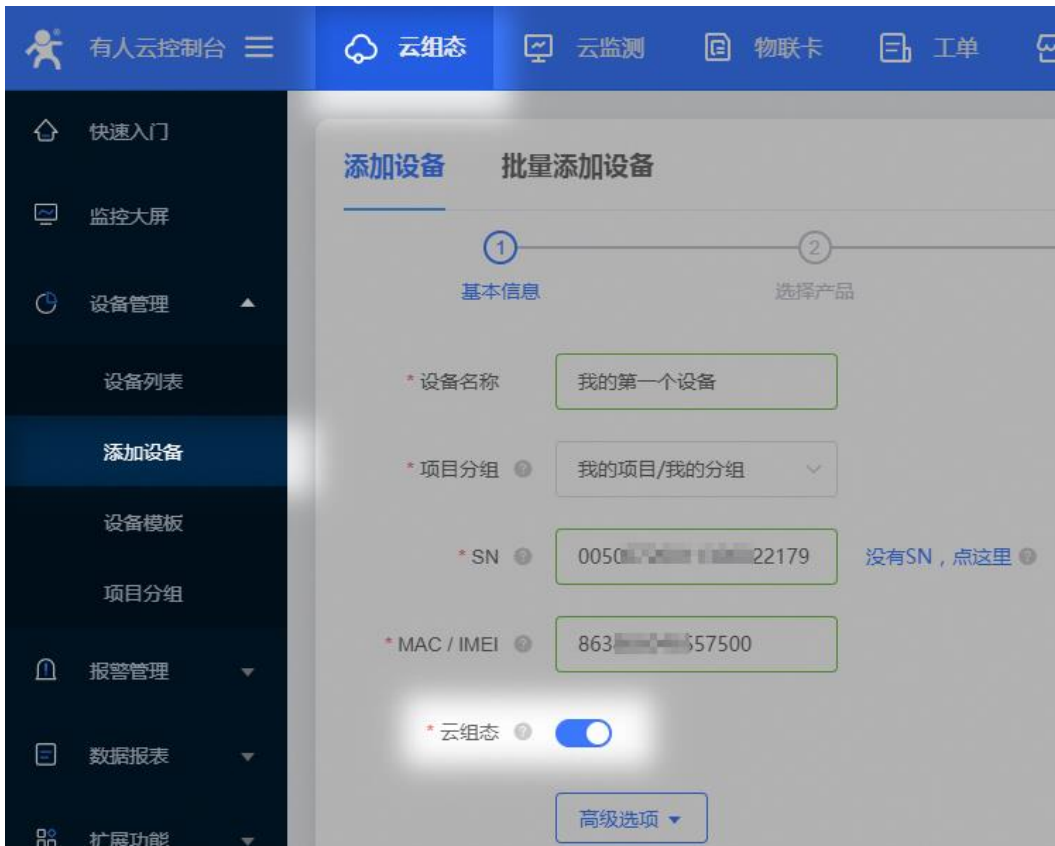 有人云控制台 云组态 云监测 物联卡 工单
快速入门
监控大屏
设备管理
设备列表
添加设备
设备模板
项目分组
报警管理
数据报表
扩展功能
添加设备 批量添加设备
1 2
基本信息 选择产品
* 设备名称 我的第一个设备
* 项目分组 ? 我的项目/我的分组
* SN ? 0050 22179 没有SN，点这里 ?
* MAC / IMEI ? 863 557500
* 云组态 ?
高级选项